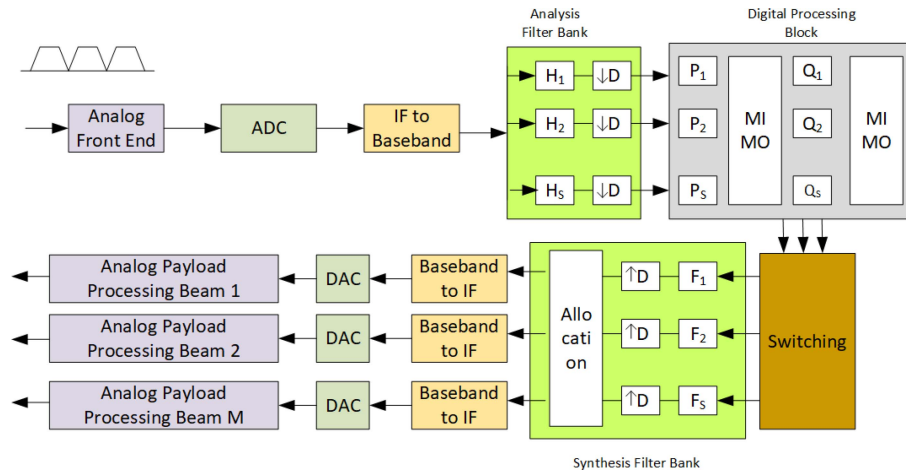 Analysis
Filter Bank
Digital Processing
Block
Analog
Front End
ADC
IF to
Baseband
H1
↓D
H2
↓D
HS
↓D
P1
P2
PS
MI
MO
Q1
Q2
QS
MI
MO
Analog Payload
Processing Beam 1
DAC
Baseband
to IF
Analog Payload
Processing Beam 2
DAC
Baseband
to IF
Analog Payload
Processing Beam M
DAC
Baseband
to IF
Allo
cati
on
↑D
F1
↑D
F2
↑D
FS
Switching
Synthesis Filter Bank